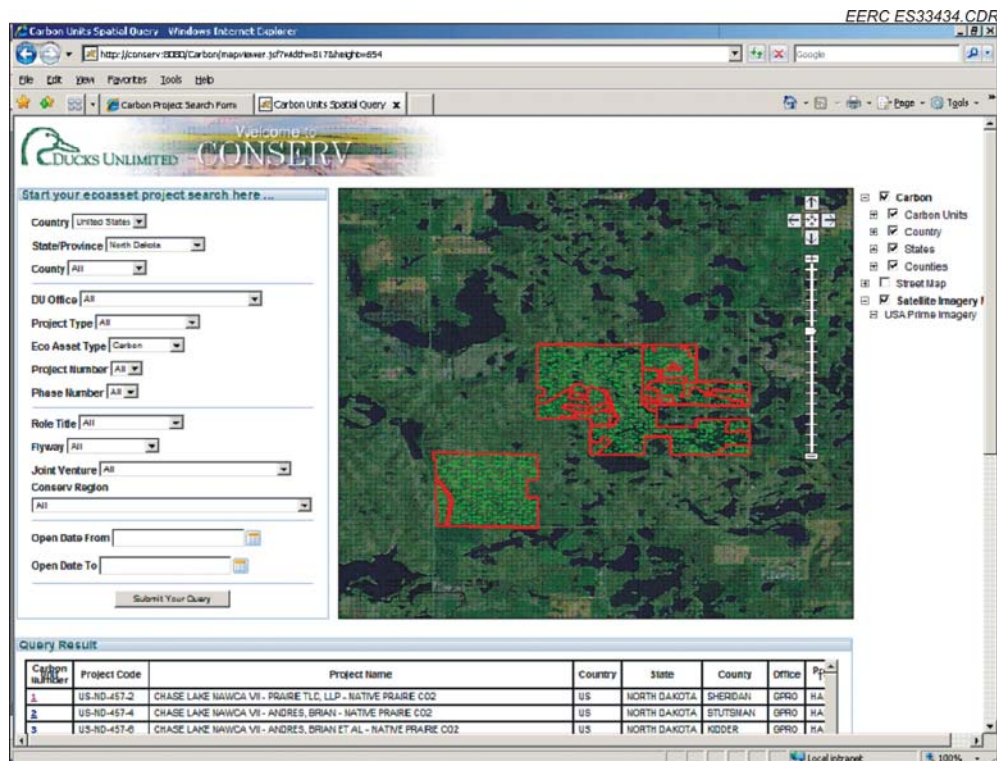 EERC ES33434.CDR
Carbon Units Spatial Query - Windows Internet Explorer
http://conserv:8080/Carbon/mapviewer.jsf?width=817&height=654
Google
File Edit View Favorites Tools Help
Carbon Project Search Form
Carbon Units Spatial Query
Page Tools
Ducks Unlimited
Welcome to
CONSERV
Start your ecoasset project search here ...
Country United States
State/Province North Dakota
County All
DU Office All
Project Type All
Eco Asset Type Carbon
Project Number All
Phase Number All
Role Title All
Flyway All
Joint Venture All
Conserv Region
All
Open Date From
Open Date To
Submit Your Query
Carbon
Carbon Units
Country
States
Counties
Street Map
Satellite Imagery
USA Prime Imagery
Query Result
Carbon Number Project Code Project Name Country State County Office
1 US-ND-457-2 CHASE LAKE NAWCA VII - PRAIRIE TLC, LLP - NATIVE PRAIRIE CO2 US NORTH DAKOTA SHERIDAN GPRO HA
2 US-ND-457-4 CHASE LAKE NAWCA VII - ANDRES, BRIAN - NATIVE PRAIRIE CO2 US NORTH DAKOTA STUTSMAN GPRO HA
3 US-ND-457-6 CHASE LAKE NAWCA VII - ANDRES, BRIAN ET AL - NATIVE PRAIRIE CO2 US NORTH DAKOTA KIDDER GPRO HA
Local intranet 100%